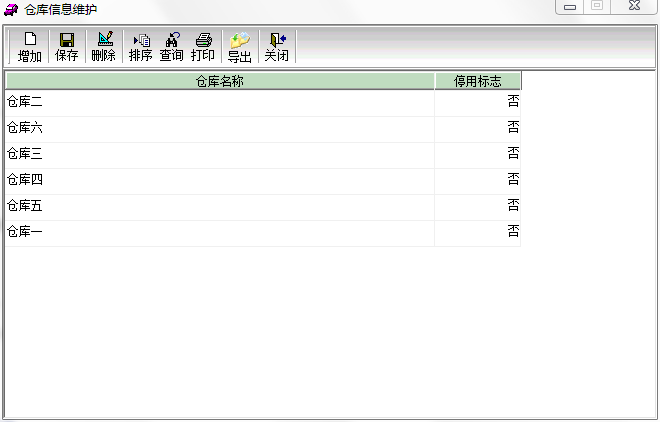 仓库信息维护
增加 保存 删除 排序 查询 打印 导出 关闭
仓库名称 停用标志
仓库二 否
仓库六 否
仓库三 否
仓库四 否
仓库五 否
仓库一 否